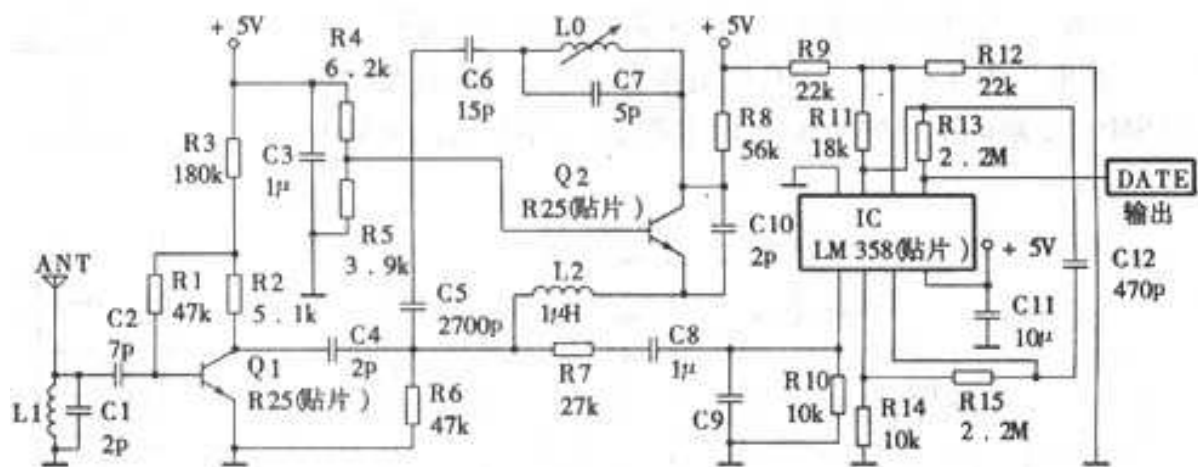 + 5V
R4
6.2k
L0
+ 5V
R9
22k
R12
22k
C6
15p
C7
5p
R3
180k
C3
1μ
R8
56k
R11
18k
R13
2.2M
Q2
R25(贴片)
DATE
输出
IC
LM 358(贴片)
+ 5V
R5
3.9k
C10
2p
C12
470p
ANT
R1
47k
R2
5.1k
L2
1μH
C5
2700p
C11
10μ
C2
7p
C4
2p
C8
1μ
Q1
R25(贴片)
R7
27k
R10
10k
L1
C1
2p
R6
47k
C9
R14
10k
R15
2.2M